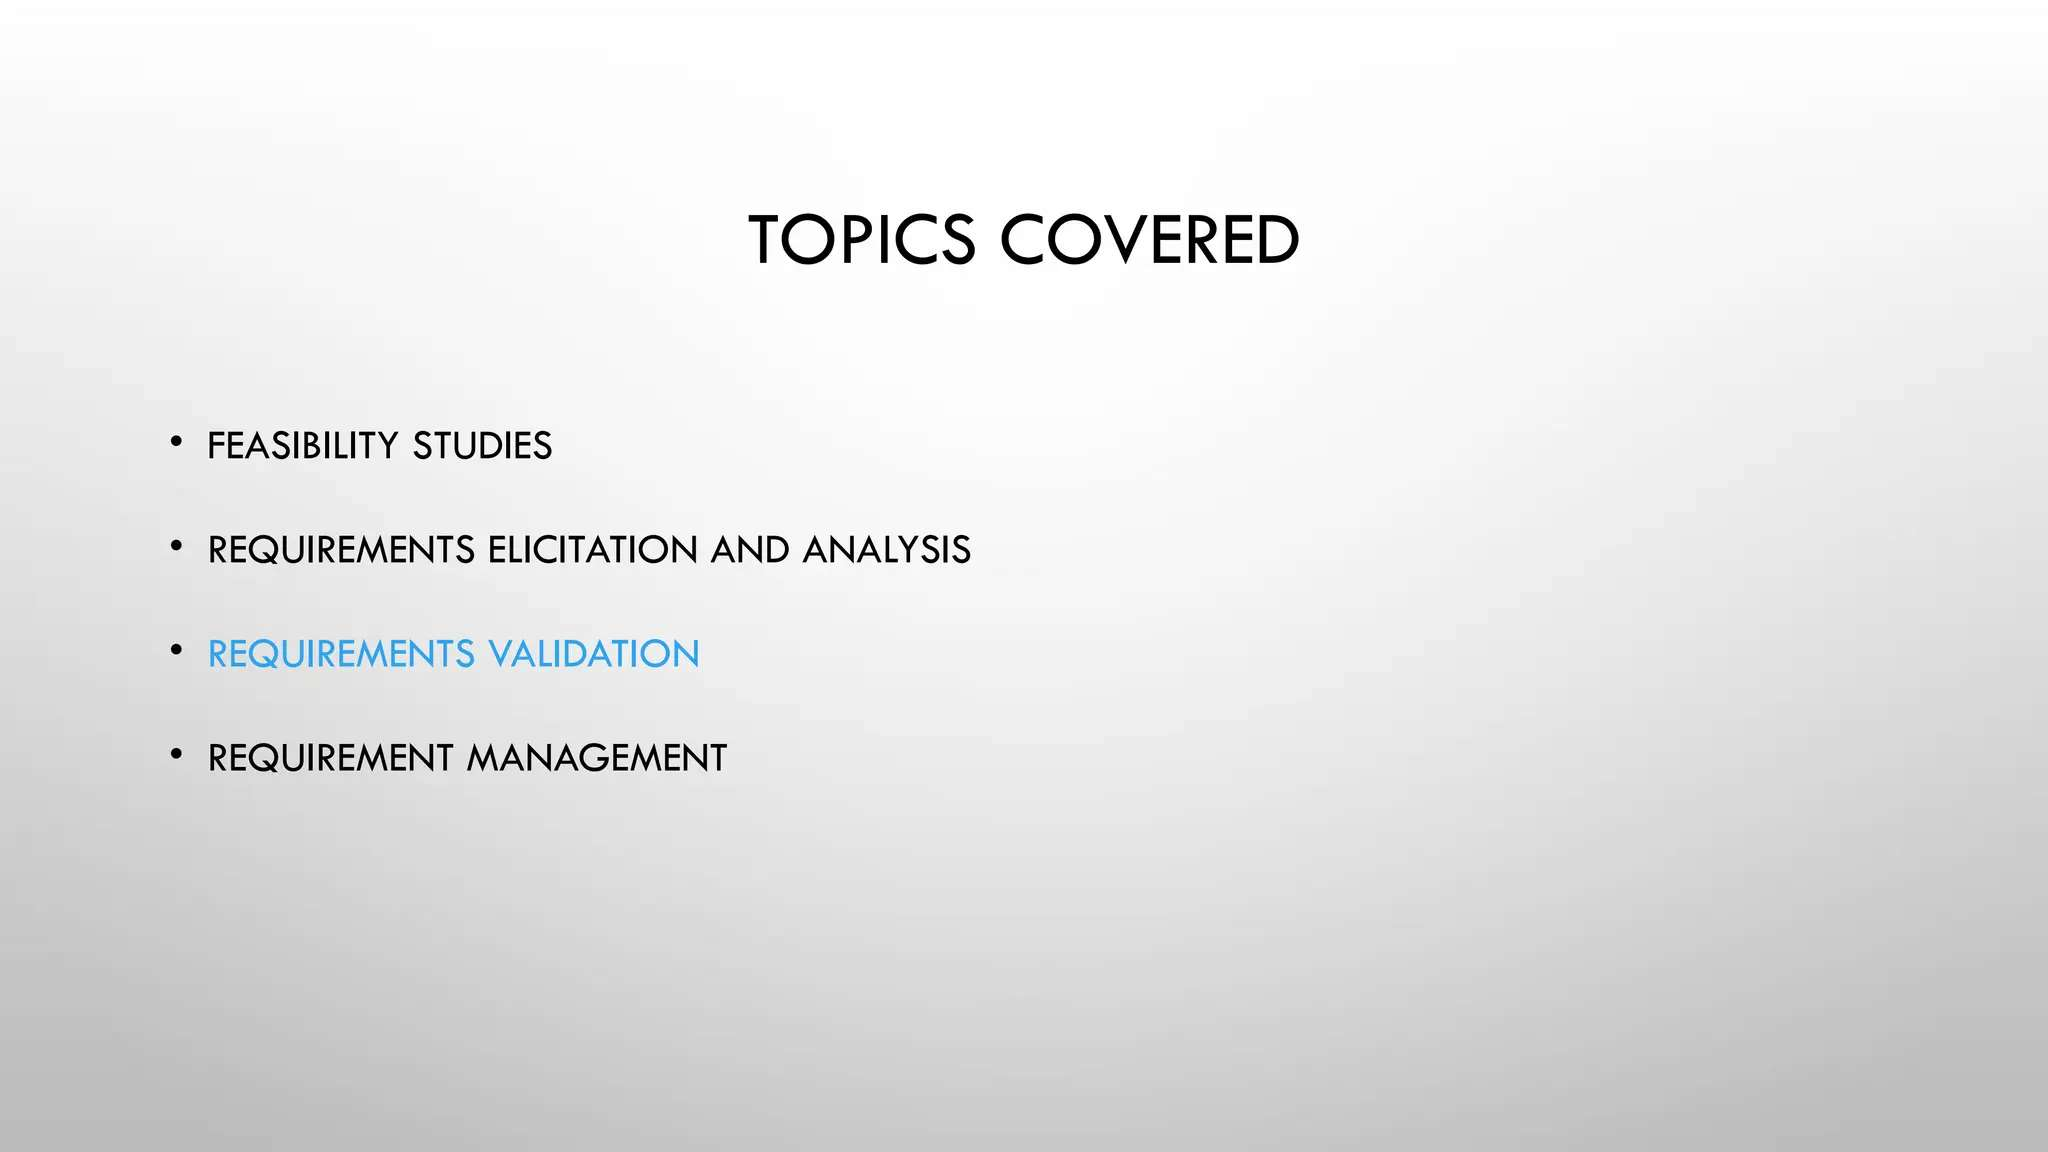 TOPICS COVERED
• FEASIBILITY STUDIES
• REQUIREMENTS ELICITATION AND ANALYSIS
• REQUIREMENTS VALIDATION
• REQUIREMENT MANAGEMENT